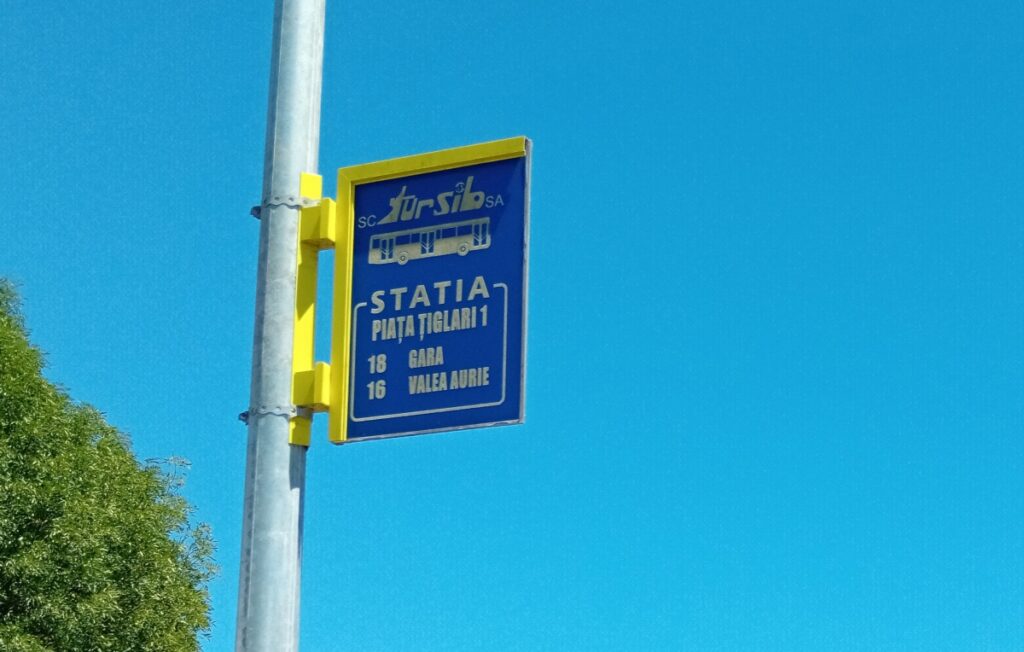 SC Tursib SA
STATIA
PIAȚA ȚIGLARI 1
18 GARA
16 VALEA AURIE